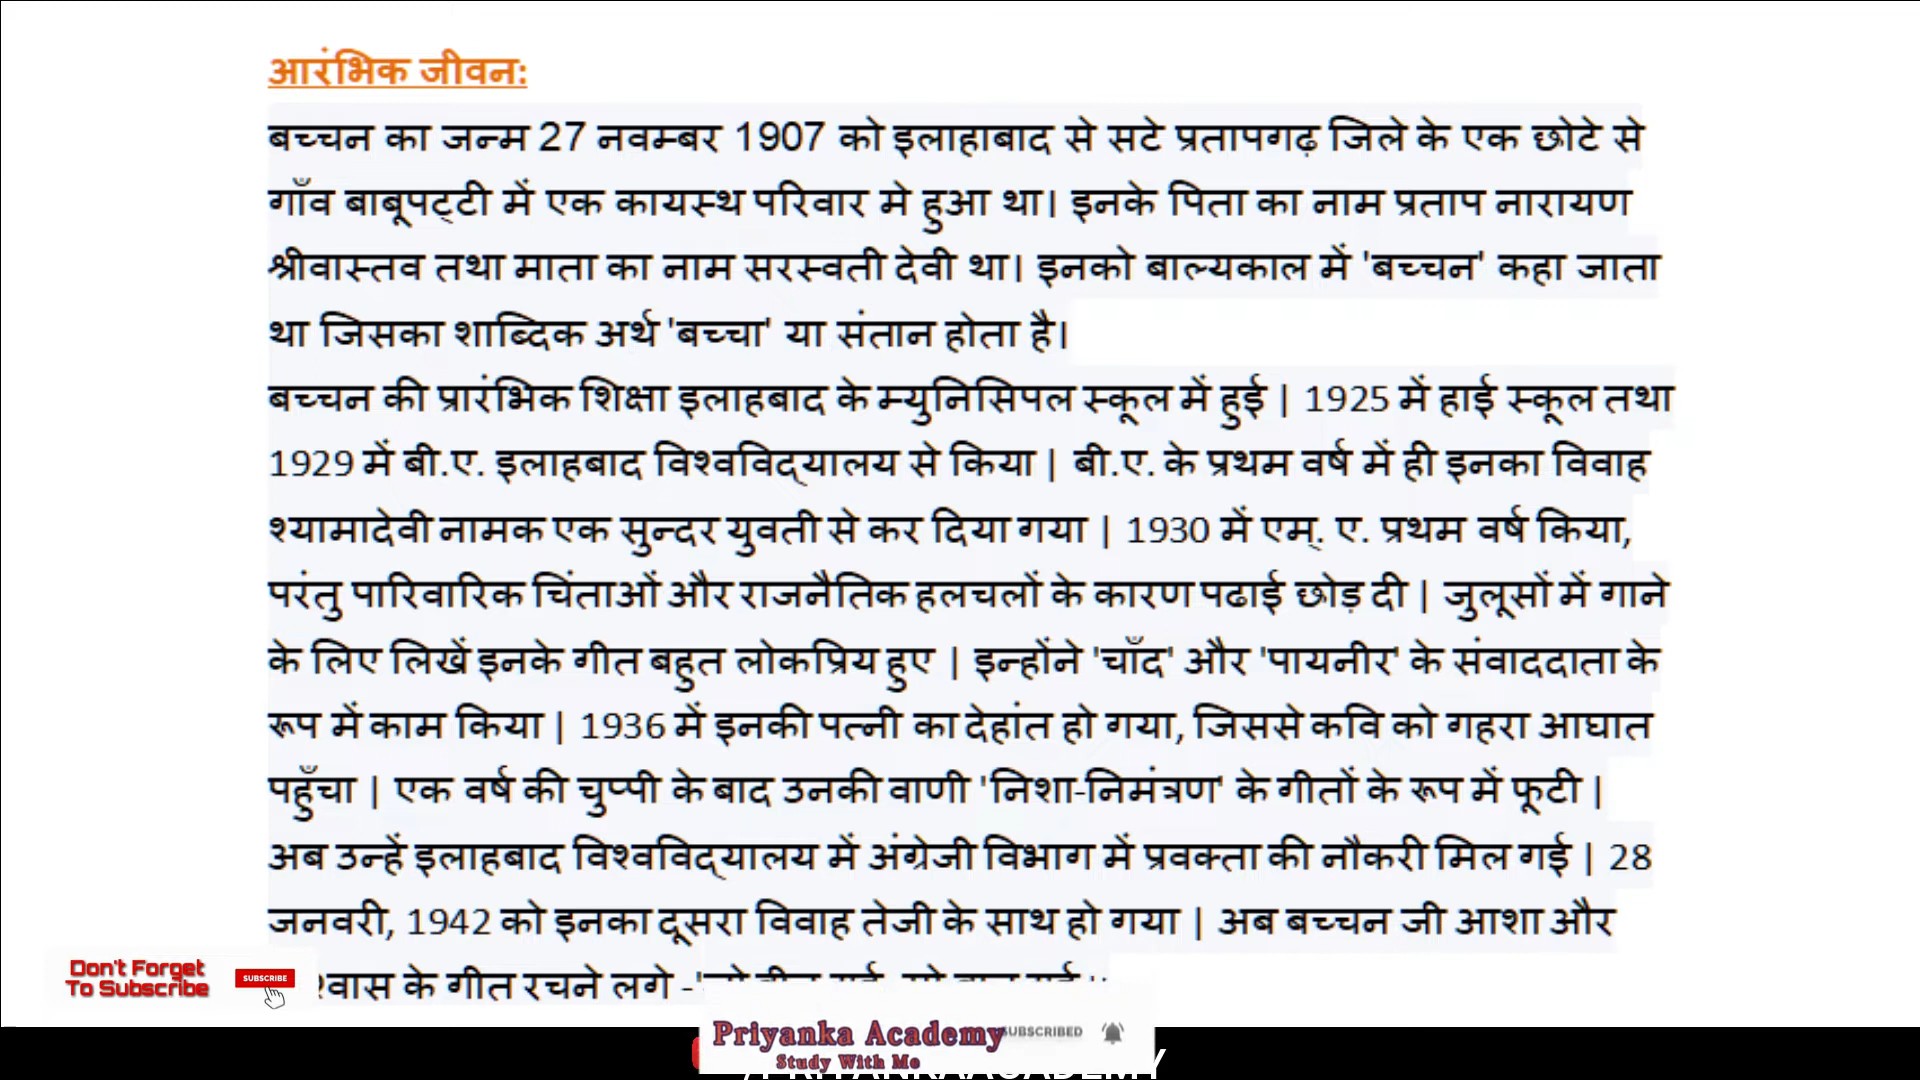 आरंभिक जीवन:
बच्चन का जन्म 27 नवम्बर 1907 को इलाहाबाद से सटे प्रतापगढ़ जिले के एक छोटे से
गाँव बाबूपट्टी में एक कायस्थ परिवार मे हुआ था। इनके पिता का नाम प्रताप नारायण
श्रीवास्तव तथा माता का नाम सरस्वती देवी था। इनको बाल्यकाल में 'बच्चन' कहा जाता
था जिसका शाब्दिक अर्थ 'बच्चा' या संतान होता है।
बच्चन की प्रारंभिक शिक्षा इलाहबाद के म्युनिसिपल स्कूल में हुई | 1925 में हाई स्कूल तथा
1929 में बी.ए. इलाहबाद विश्वविद्यालय से किया | बी.ए. के प्रथम वर्ष में ही इनका विवाह
श्यामादेवी नामक एक सुन्दर युवती से कर दिया गया | 1930 में एम्. ए. प्रथम वर्ष किया,
परंतु पारिवारिक चिंताओं और राजनैतिक हलचलों के कारण पढाई छोड़ दी | जुलूसों में गाने
के लिए लिखें इनके गीत बहुत लोकप्रिय हुए | इन्होंने 'चाँद' और 'पायनीर' के संवाददाता के
रूप में काम किया | 1936 में इनकी पत्नी का देहांत हो गया, जिससे कवि को गहरा आघात
पहुँचा | एक वर्ष की चुप्पी के बाद उनकी वाणी 'निशा-निमंत्रण' के गीतों के रूप में फूटी |
अब उन्हें इलाहबाद विश्वविद्यालय में अंग्रेजी विभाग में प्रवक्ता की नौकरी मिल गई | 28
जनवरी, 1942 को इनका दूसरा विवाह तेजी के साथ हो गया | अब बच्चन जी आशा और
के गीत रचने लगे -
Don't Forget
To Subscribe
SUBSCRIBE
Priyanka Academy
Study With Me
SUBSCRIBED